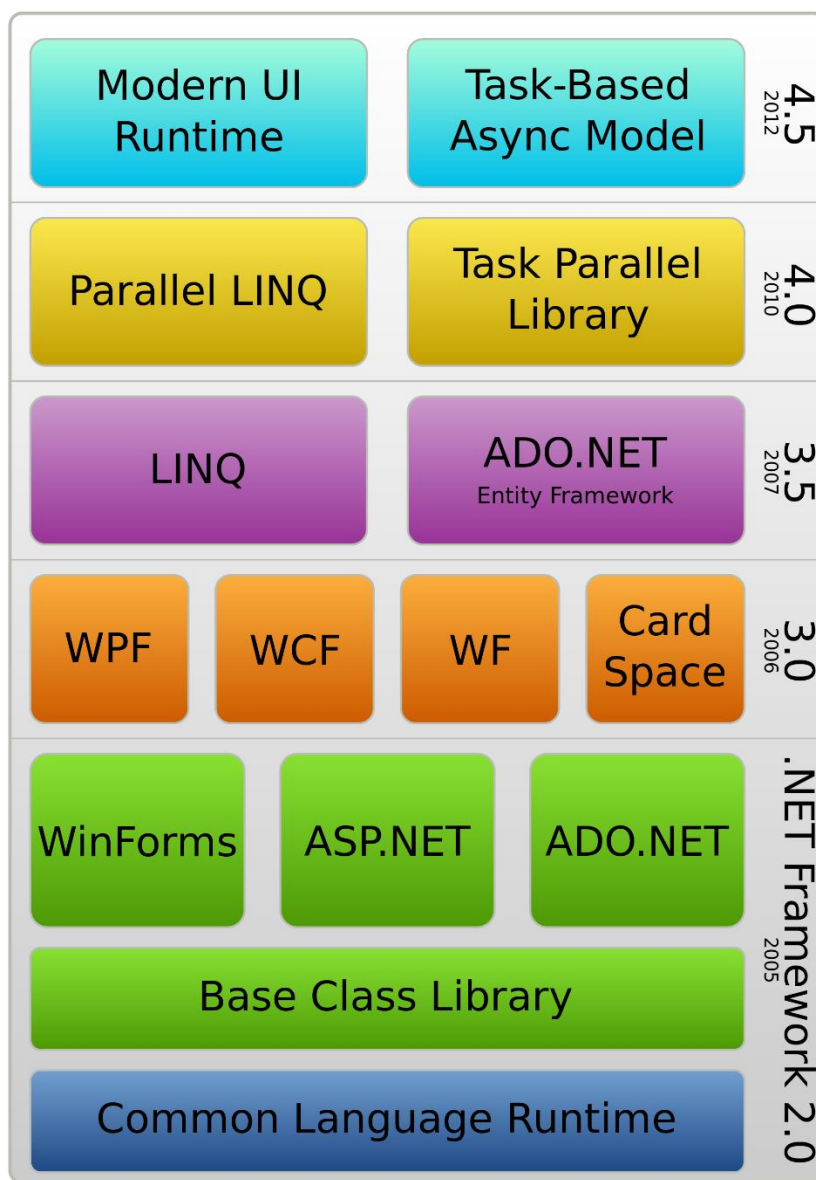 Modern UI
Runtime
Task-Based
Async Model
4.5
2012
Parallel LINQ
Task Parallel
Library
4.0
2010
LINQ
ADO.NET
Entity Framework
3.5
2007
WPF
WCF
WF
Card
Space
3.0
2006
WinForms
ASP.NET
ADO.NET
Base Class Library
Common Language Runtime
.NET Framework 2.0
2005